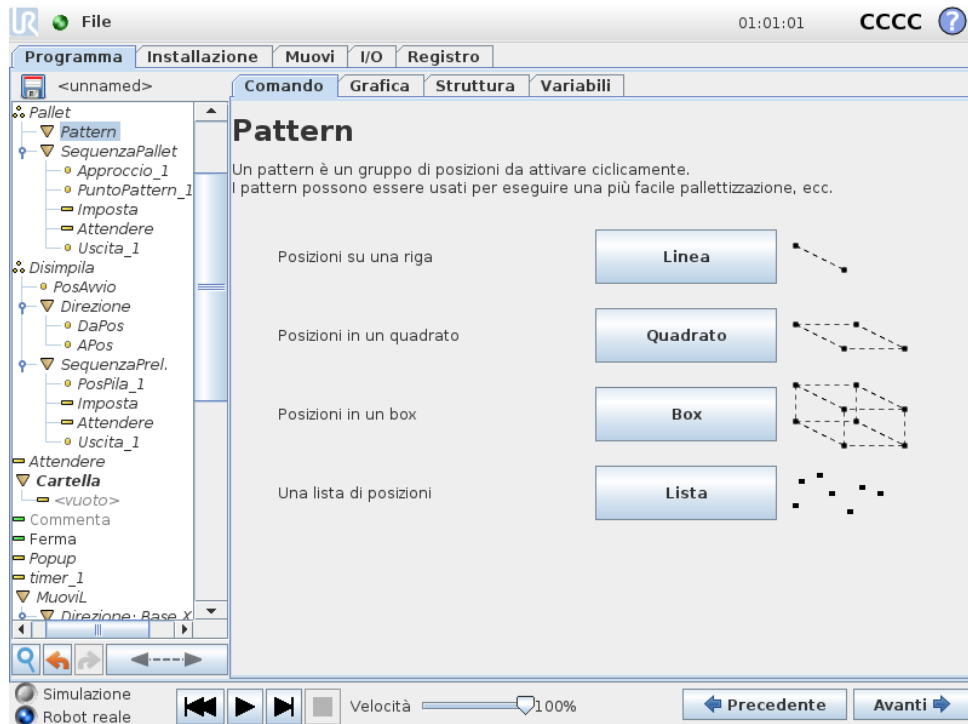 UR File 01:01:01 CCCC ?
Programma Installazione Muovi I/O Registro
<unnamed> Comando Grafica Struttura Variabili
Pallet
Pattern
SequenzaPallet
Approccio_1
PuntoPattern_1
Imposta
Attendere
Uscita_1
Disimpila
PosAvvio
Direzione
DaPos
APos
SequenzaPrel.
PosPila_1
Imposta
Attendere
Uscita_1
Attendere
Cartella
<vuoto>
Commenta
Ferma
Popup
timer_1
MuoviL
Direzione: Base X
Pattern
Un pattern è un gruppo di posizioni da attivare ciclicamente.
I pattern possono essere usati per eseguire una più facile pallettizzazione, ecc.
Posizioni su una riga Linea
Posizioni in un quadrato Quadrato
Posizioni in un box Box
Una lista di posizioni Lista
Simulazione
Robot reale
Velocità 100% Precedente Avanti